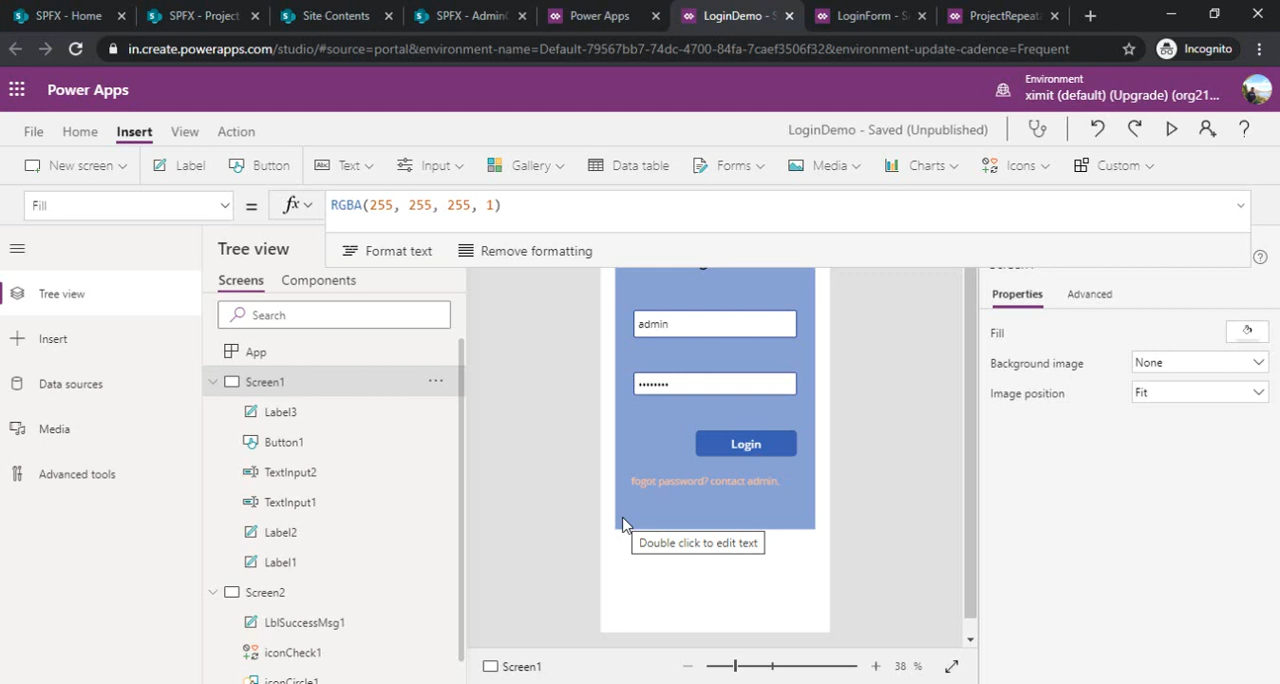 SPFX - Home
SPFX - Project
Site Contents
SPFX - Admin
Power Apps
LoginDemo - S
LoginForm - S
ProjectRepeata
in.create.powerapps.com/studio/#source=portal&environment-name=Default-79567bb7-74dc-4700-84fa-7caef3506f32&environment-update-cadence=Frequent
Incognito
Power Apps
Environment
ximit (default) (Upgrade) (org21...
File Home Insert View Action
LoginDemo - Saved (Unpublished)
New screen Label Button Text Input Gallery Data table Forms Media Charts Icons Custom
Fill = fx RGBA(255, 255, 255, 1)
Format text Remove formatting
Tree view
Screens Components
Search
App
Screen1
Label3
Button1
TextInput2
TextInput1
Label2
Label1
Screen2
LblSuccessMsg1
iconCheck1
iconCircle1
Tree view
Insert
Data sources
Media
Advanced tools
admin
••••••••
Login
fogot password? contact admin.
Double click to edit text
Screen1
38 %
Properties Advanced
Fill
Background image None
Image position Fit